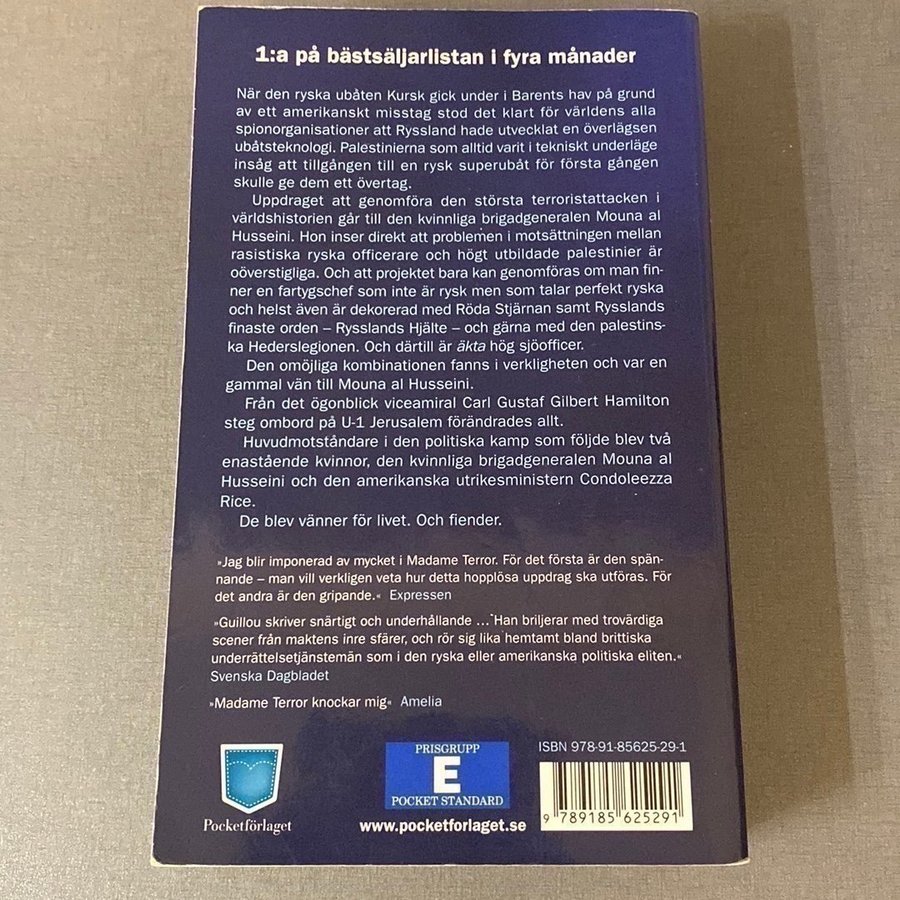 1:a på bästsäljarlistan i fyra månader
När den ryska ubåten Kursk gick under i Barents hav på grund
av ett amerikanskt misstag stod det klart för världens alla
spionorganisationer att Ryssland hade utvecklat en överlägsen
ubåtsteknologi. Palestinierna som alltid varit i tekniskt underläge
insåg att tillgången till en rysk superubåt för första gången
skulle ge dem ett övertag.
Uppdraget att genomföra den största terroristattacken i
världshistorien går till den kvinnliga brigadgeneralen Mouna al
Husseini. Hon inser direkt att problemen i motsättningen mellan
rasistiska ryska officerare och högt utbildade palestinier är
oöverstigliga. Och att projektet bara kan genomföras om man fin-
ner en fartygschef som inte är rysk men som talar perfekt ryska
och helst även är dekorerad med Röda Stjärnan samt Rysslands
finaste orden – Rysslands Hjälte – och gärna med den palestins-
ka Hederslegionen. Och därtill är äkta hög sjöofficer.
Den omöjliga kombinationen fanns i verkligheten och var en
gammal vän till Mouna al Husseini.
Från det ögonblick viceamiral Carl Gustaf Gilbert Hamilton
steg ombord på U-1 Jerusalem förändrades allt.
Huvudmotståndare i den politiska kamp som följde blev två
enastående kvinnor, den kvinnliga brigadgeneralen Mouna al
Husseini och den amerikanska utrikesministern Condoleezza
Rice.
De blev vänner för livet. Och fiender.
»Jag blir imponerad av mycket i Madame Terror. För det första är den spän-
nande – man vill verkligen veta hur detta hopplösa uppdrag ska utföras. För
det andra är den gripande.« Expressen
»Guillou skriver snärtigt och underhållande ... Han briljerar med trovärdiga
scener från maktens inre sfärer, och rör sig lika hemtamt bland brittiska
underrättelsetjänstemän som i den ryska eller amerikanska politiska eliten.«
Svenska Dagbladet
»Madame Terror knockar mig« Amelia
Pocketförlaget
PRISGRUPP
E
POCKET STANDARD
www.pocketforlaget.se
ISBN 978-91-85625-29-1
9 789185 625291